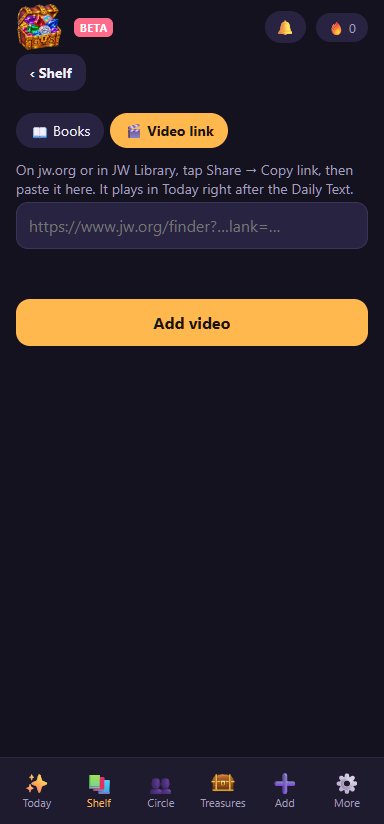 BETA
0
‹ Shelf
Books
Video link
On jw.org or in JW Library, tap Share → Copy link, then
paste it here. It plays in Today right after the Daily Text.
https://www.jw.org/finder?...lank=...
Add video
Today
Shelf
Circle
Treasures
Add
More